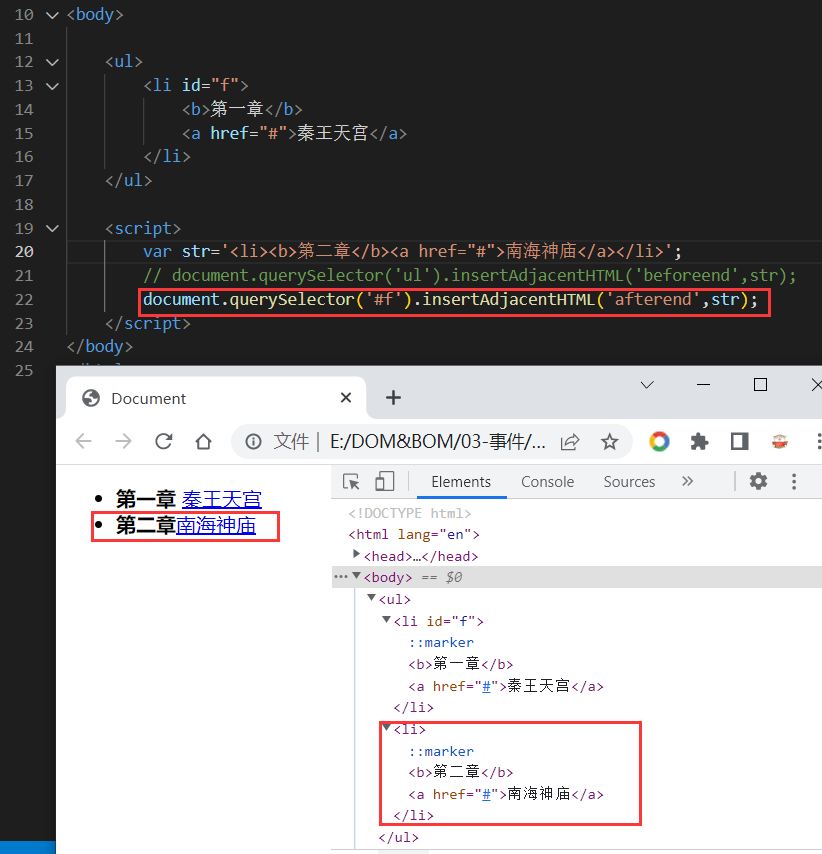 10 <body>
11
12 <ul>
13 <li id="f">
14 <b>第一章</b>
15 <a href="#">秦王天宫</a>
16 </li>
17 </ul>
18
19 <script>
20 var str='<li><b>第二章</b><a href="#">南海神庙</a></li>';
21 // document.querySelector('ul').insertAdjacentHTML('beforeend',str);
22 document.querySelector('#f').insertAdjacentHTML('afterend',str);
23 </script>
24 </body>
25
Document
文件 | E:/DOM&BOM/03-事件/...
Elements Console Sources »
第一章 秦王天宫
第二章南海神庙
<!DOCTYPE html>
<html lang="en">
<head>…</head>
<body> == $0
<ul>
<li id="f">
::marker
<b>第一章</b>
<a href="#">秦王天宫</a>
</li>
<li>
::marker
<b>第二章</b>
<a href="#">南海神庙</a>
</li>
</ul>